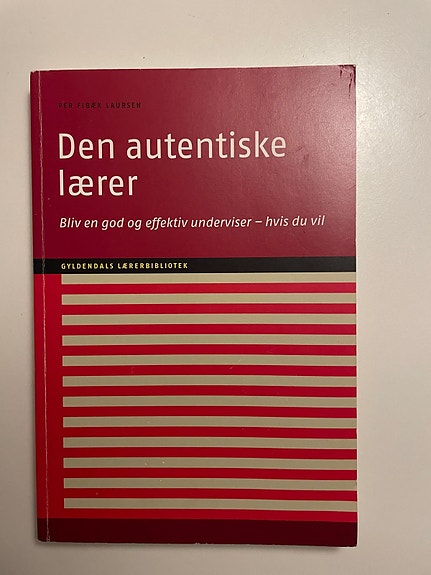 PER FIBÆK LAURSEN
Den autentiske
lærer
Bliv en god og effektiv underviser – hvis du vil
GYLDENDALS LÆRERBIBLIOTEK